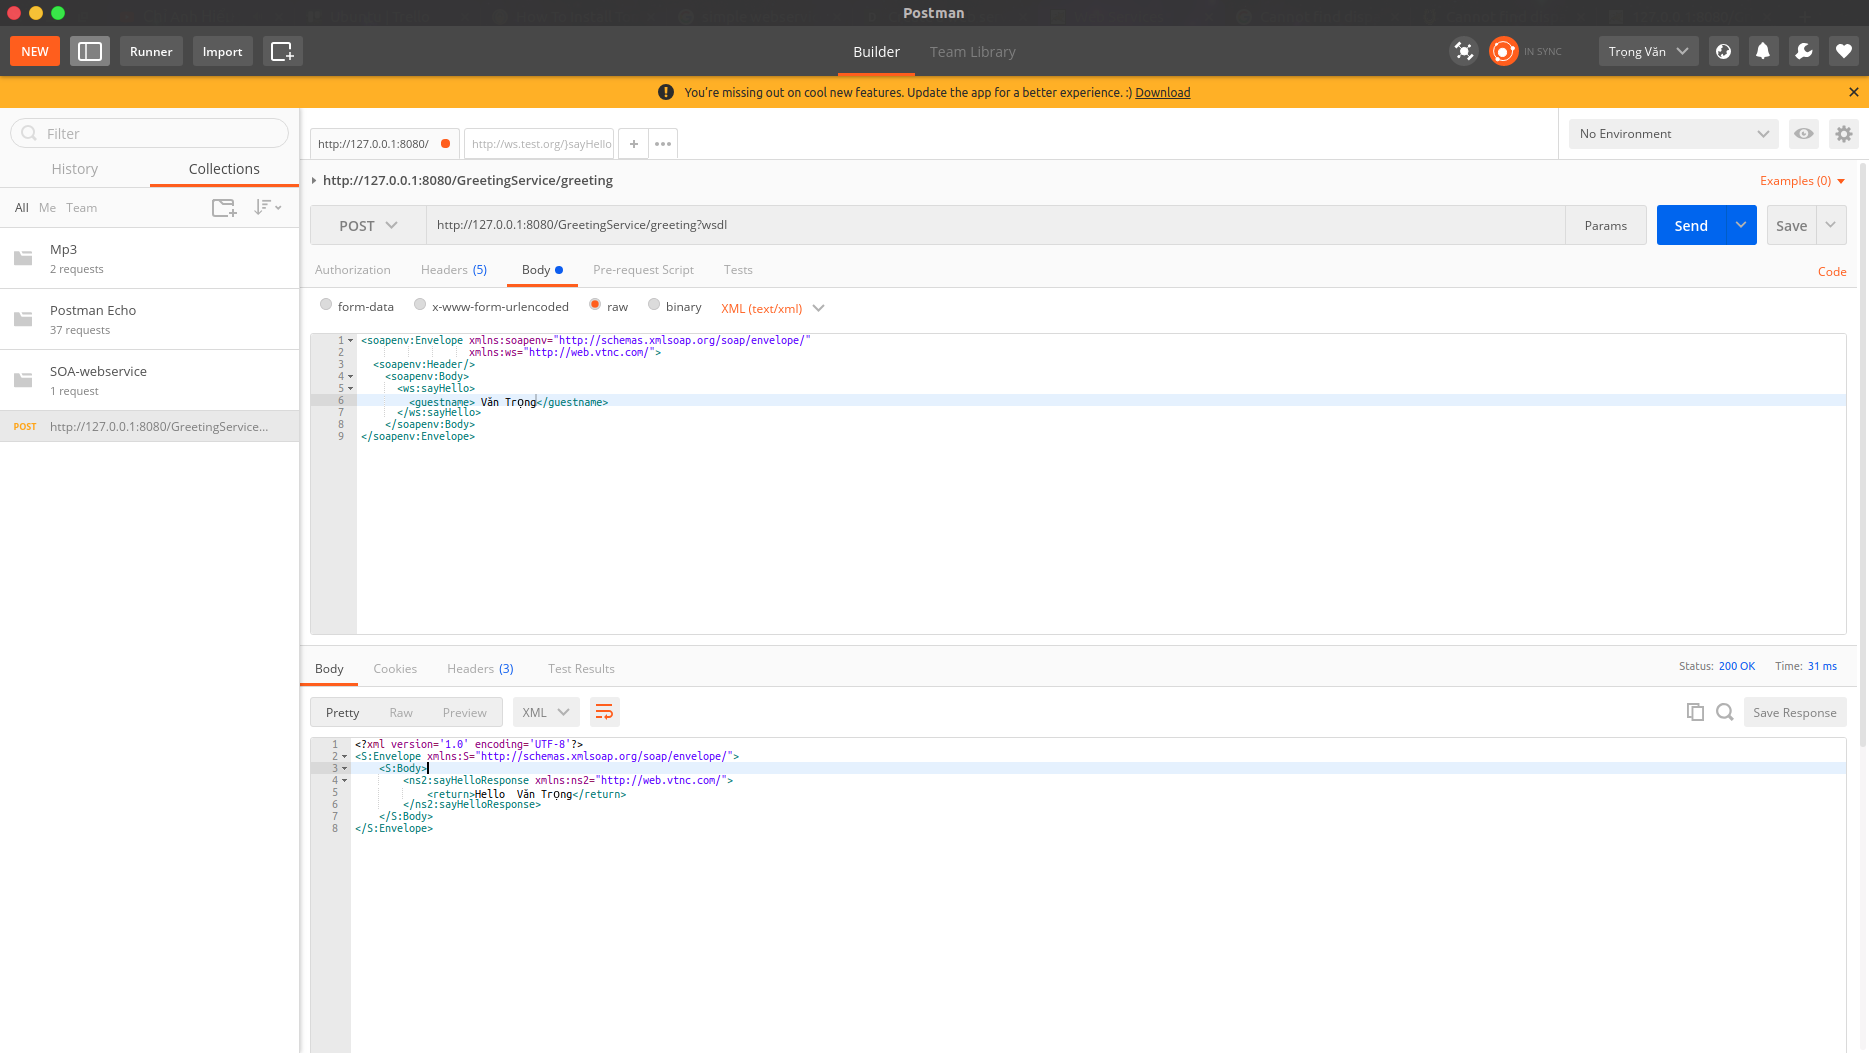 Postman
NEW
Runner
Import
Builder
Team Library
IN SYNC
Trọng Văn
You're missing out on cool new features. Update the app for a better experience. :) Download
Filter
History
Collections
All Me Team
Mp3
2 requests
Postman Echo
37 requests
SOA-webservice
1 request
POST http://127.0.0.1:8080/GreetingService...
http://127.0.0.1:8080/
http://ws.test.org/}sayHello
No Environment
http://127.0.0.1:8080/GreetingService/greeting
Examples (0)
POST
http://127.0.0.1:8080/GreetingService/greeting?wsdl
Params
Send
Save
Authorization
Headers (5)
Body
Pre-request Script
Tests
Code
form-data
x-www-form-urlencoded
raw
binary
XML (text/xml)
1 <soapenv:Envelope xmlns:soapenv="http://schemas.xmlsoap.org/soap/envelope/"
2 xmlns:ws="http://web.vtnc.com/">
3 <soapenv:Header/>
4 <soapenv:Body>
5 <ws:sayHello>
6 <guestname> Văn Trọng</guestname>
7 </ws:sayHello>
8 </soapenv:Body>
9 </soapenv:Envelope>
Body
Cookies
Headers (3)
Test Results
Status: 200 OK
Time: 31 ms
Pretty
Raw
Preview
XML
Save Response
1 <?xml version='1.0' encoding='UTF-8'?>
2 <S:Envelope xmlns:S="http://schemas.xmlsoap.org/soap/envelope/">
3 <S:Body>
4 <ns2:sayHelloResponse xmlns:ns2="http://web.vtnc.com/">
5 <return>Hello  Văn Trọng</return>
6 </ns2:sayHelloResponse>
7 </S:Body>
8 </S:Envelope>